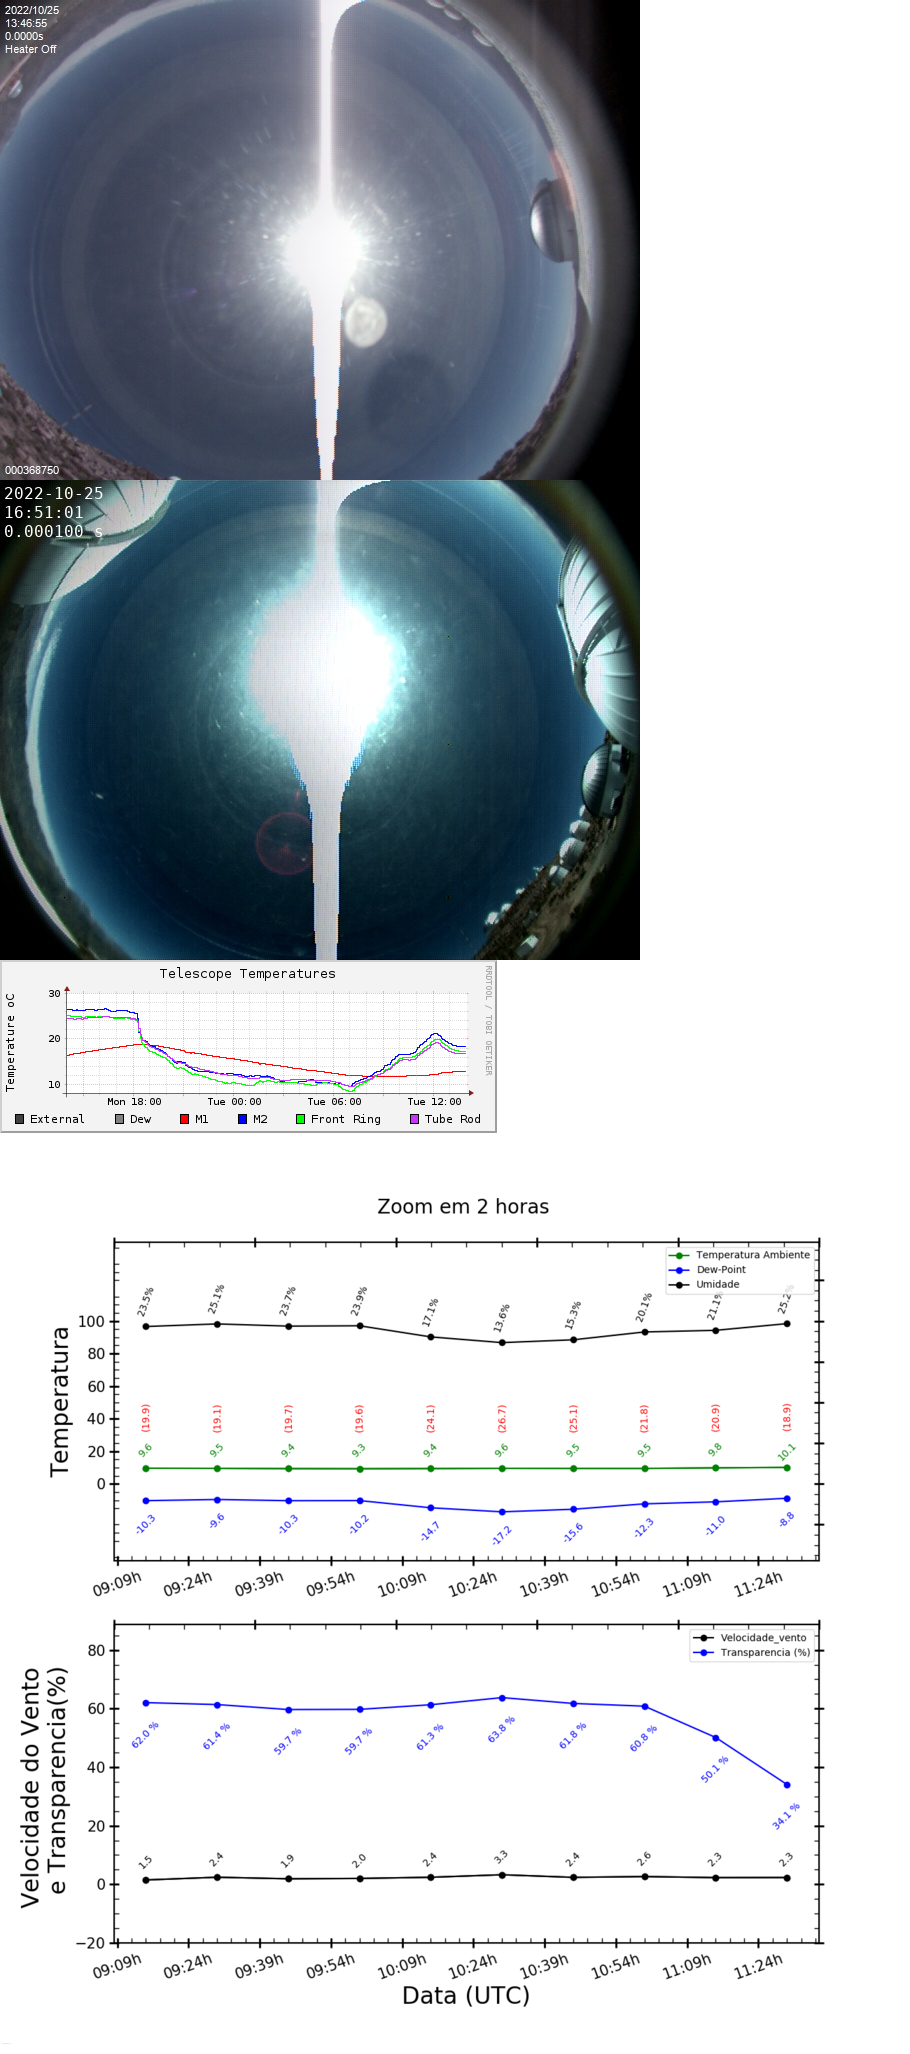 2022/10/25
13:46:55
0.0000s
Heater Off
000368750
2022-10-25
16:51:01
0.000100 s
Telescope Temperatures
RRDTOOL / TOBI OETIKER
Temperature oC
30
20
10
Mon 18:00 Tue 00:00 Tue 06:00 Tue 12:00
External Dew M1 M2 Front Ring Tube Rod
Zoom em 2 horas
Temperatura Ambiente
Dew-Point
Umidade
Temperatura
100
80
60
40
20
0
23.5% 25.1% 23.7% 23.9% 17.1% 13.6% 15.3% 20.1% 21.1% 25.2%
(19.9) (19.1) (19.7) (19.6) (24.1) (26.7) (25.1) (21.8) (20.9) (18.9)
9.6 9.5 9.4 9.3 9.4 9.6 9.5 9.5 9.8 10.1
-10.3 -9.6 -10.3 -10.2 -14.7 -17.2 -15.6 -12.3 -11.0 -8.8
09:09h 09:24h 09:39h 09:54h 10:09h 10:24h 10:39h 10:54h 11:09h 11:24h
Velocidade_vento
Transparencia (%)
Velocidade do Vento
e Transparencia(%)
80
60
40
20
0
−20
62.0 % 61.4 % 59.7 % 59.7 % 61.3 % 63.8 % 61.8 % 60.8 % 50.1 % 34.1 %
1.5 2.4 1.9 2.0 2.4 3.3 2.4 2.6 2.3 2.3
09:09h 09:24h 09:39h 09:54h 10:09h 10:24h 10:39h 10:54h 11:09h 11:24h
Data (UTC)